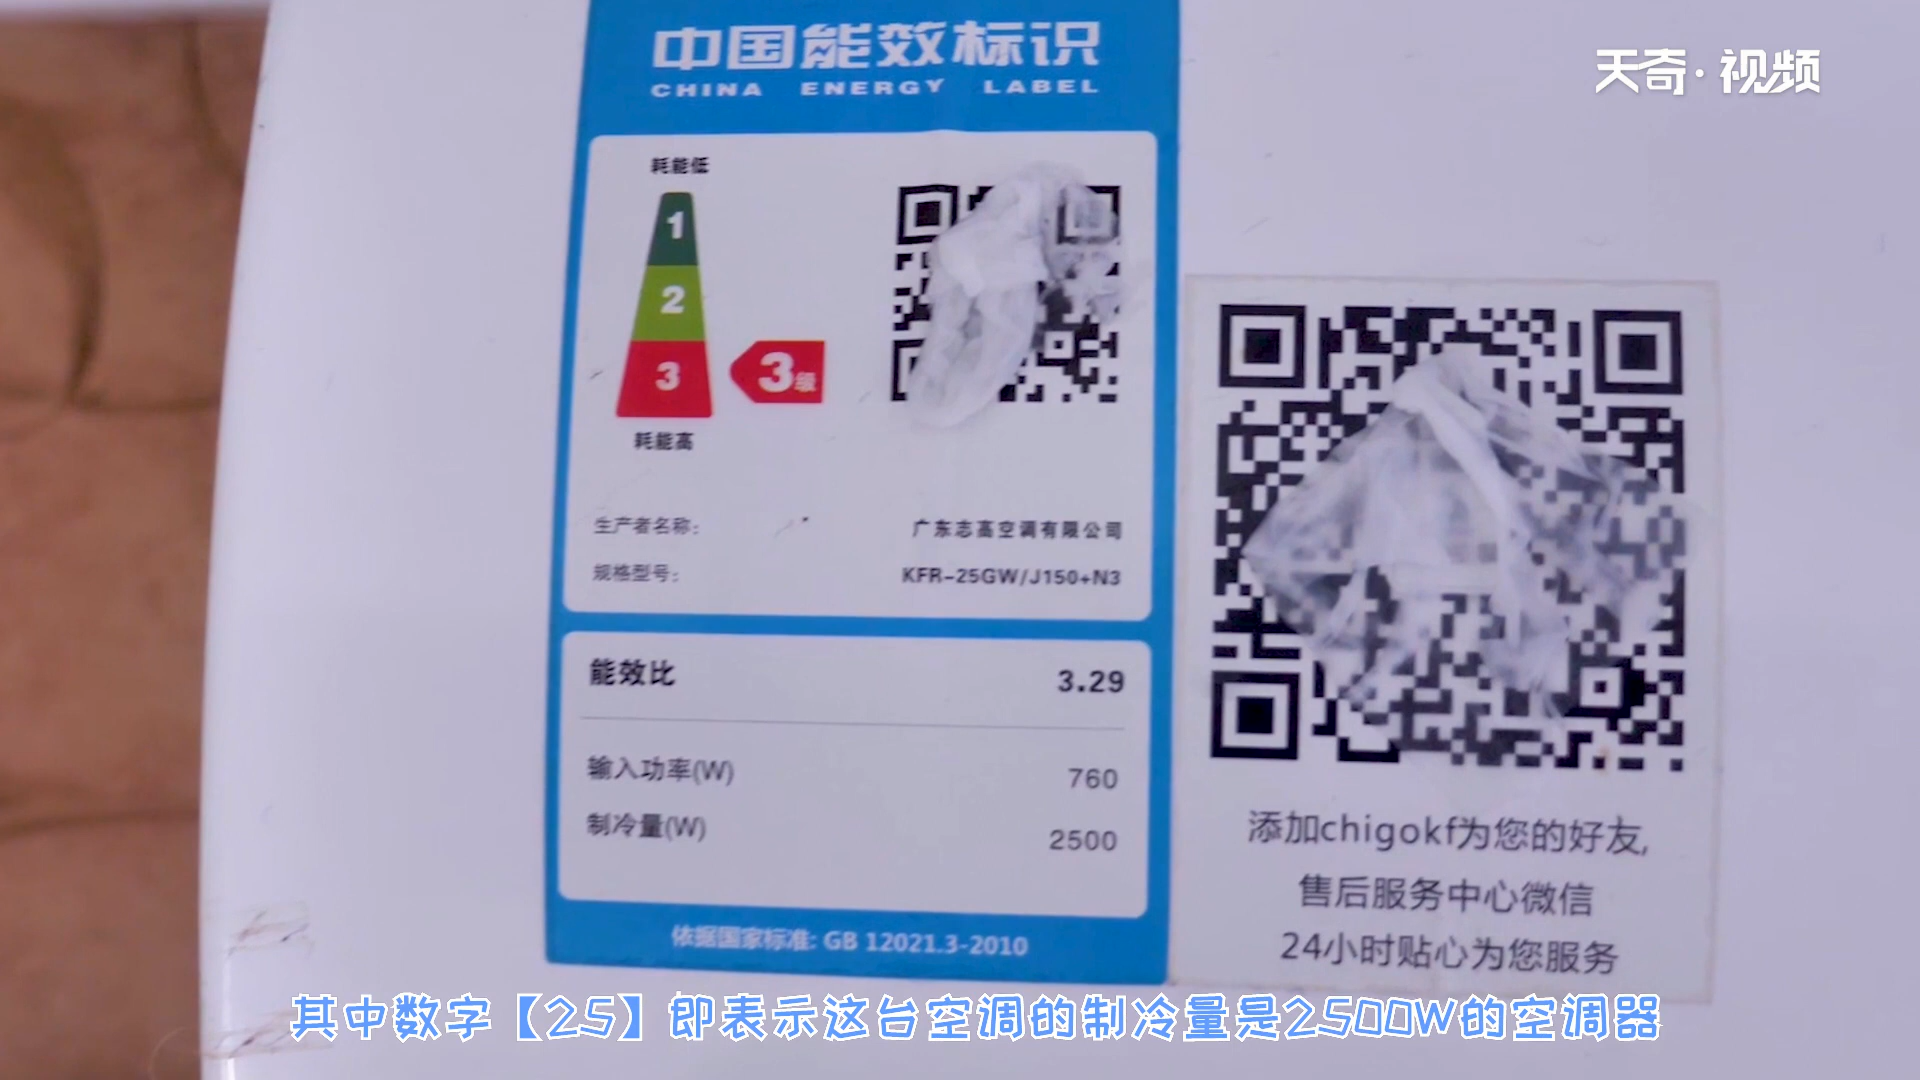 中国能效标识
CHINA ENERGY LABEL
天奇·视频
耗能低
1
2
3
3级
耗能高
生产者名称：
广东志高空调有限公司
规格型号：
KFR-25GW/J150+N3
能效比
3.29
输入功率(W)
760
制冷量(W)
2500
依据国家标准: GB 12021.3-2010
添加chigokf为您的好友,
售后服务中心微信
24小时贴心为您服务
其中数字【25】即表示这台空调的制冷量是2500W的空调器